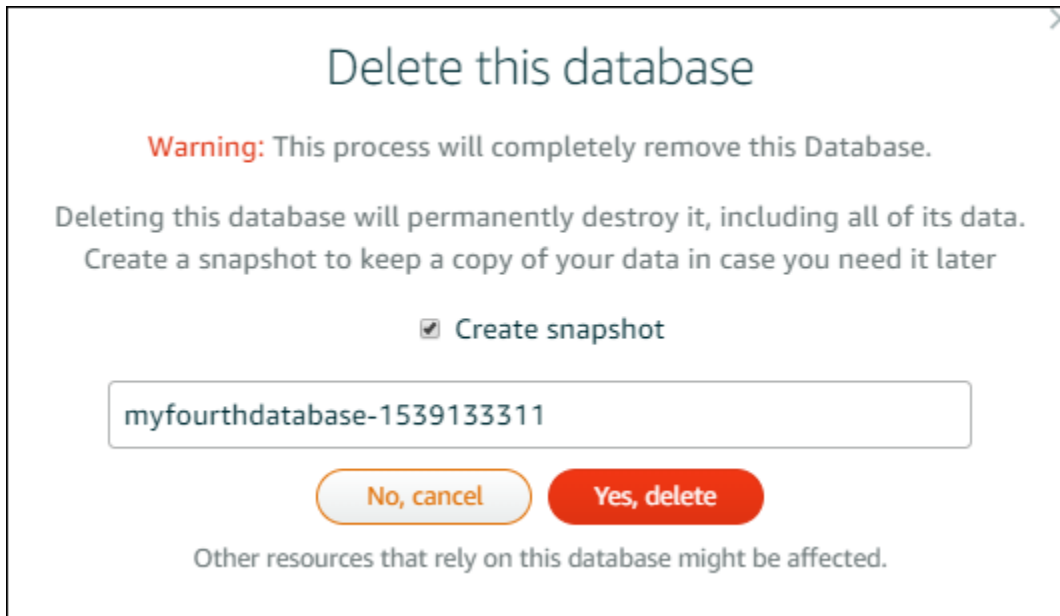 Delete this database
Warning: This process will completely remove this Database.
Deleting this database will permanently destroy it, including all of its data.
Create a snapshot to keep a copy of your data in case you need it later
Create snapshot
myfourthdatabase-1539133311
No, cancel
Yes, delete
Other resources that rely on this database might be affected.